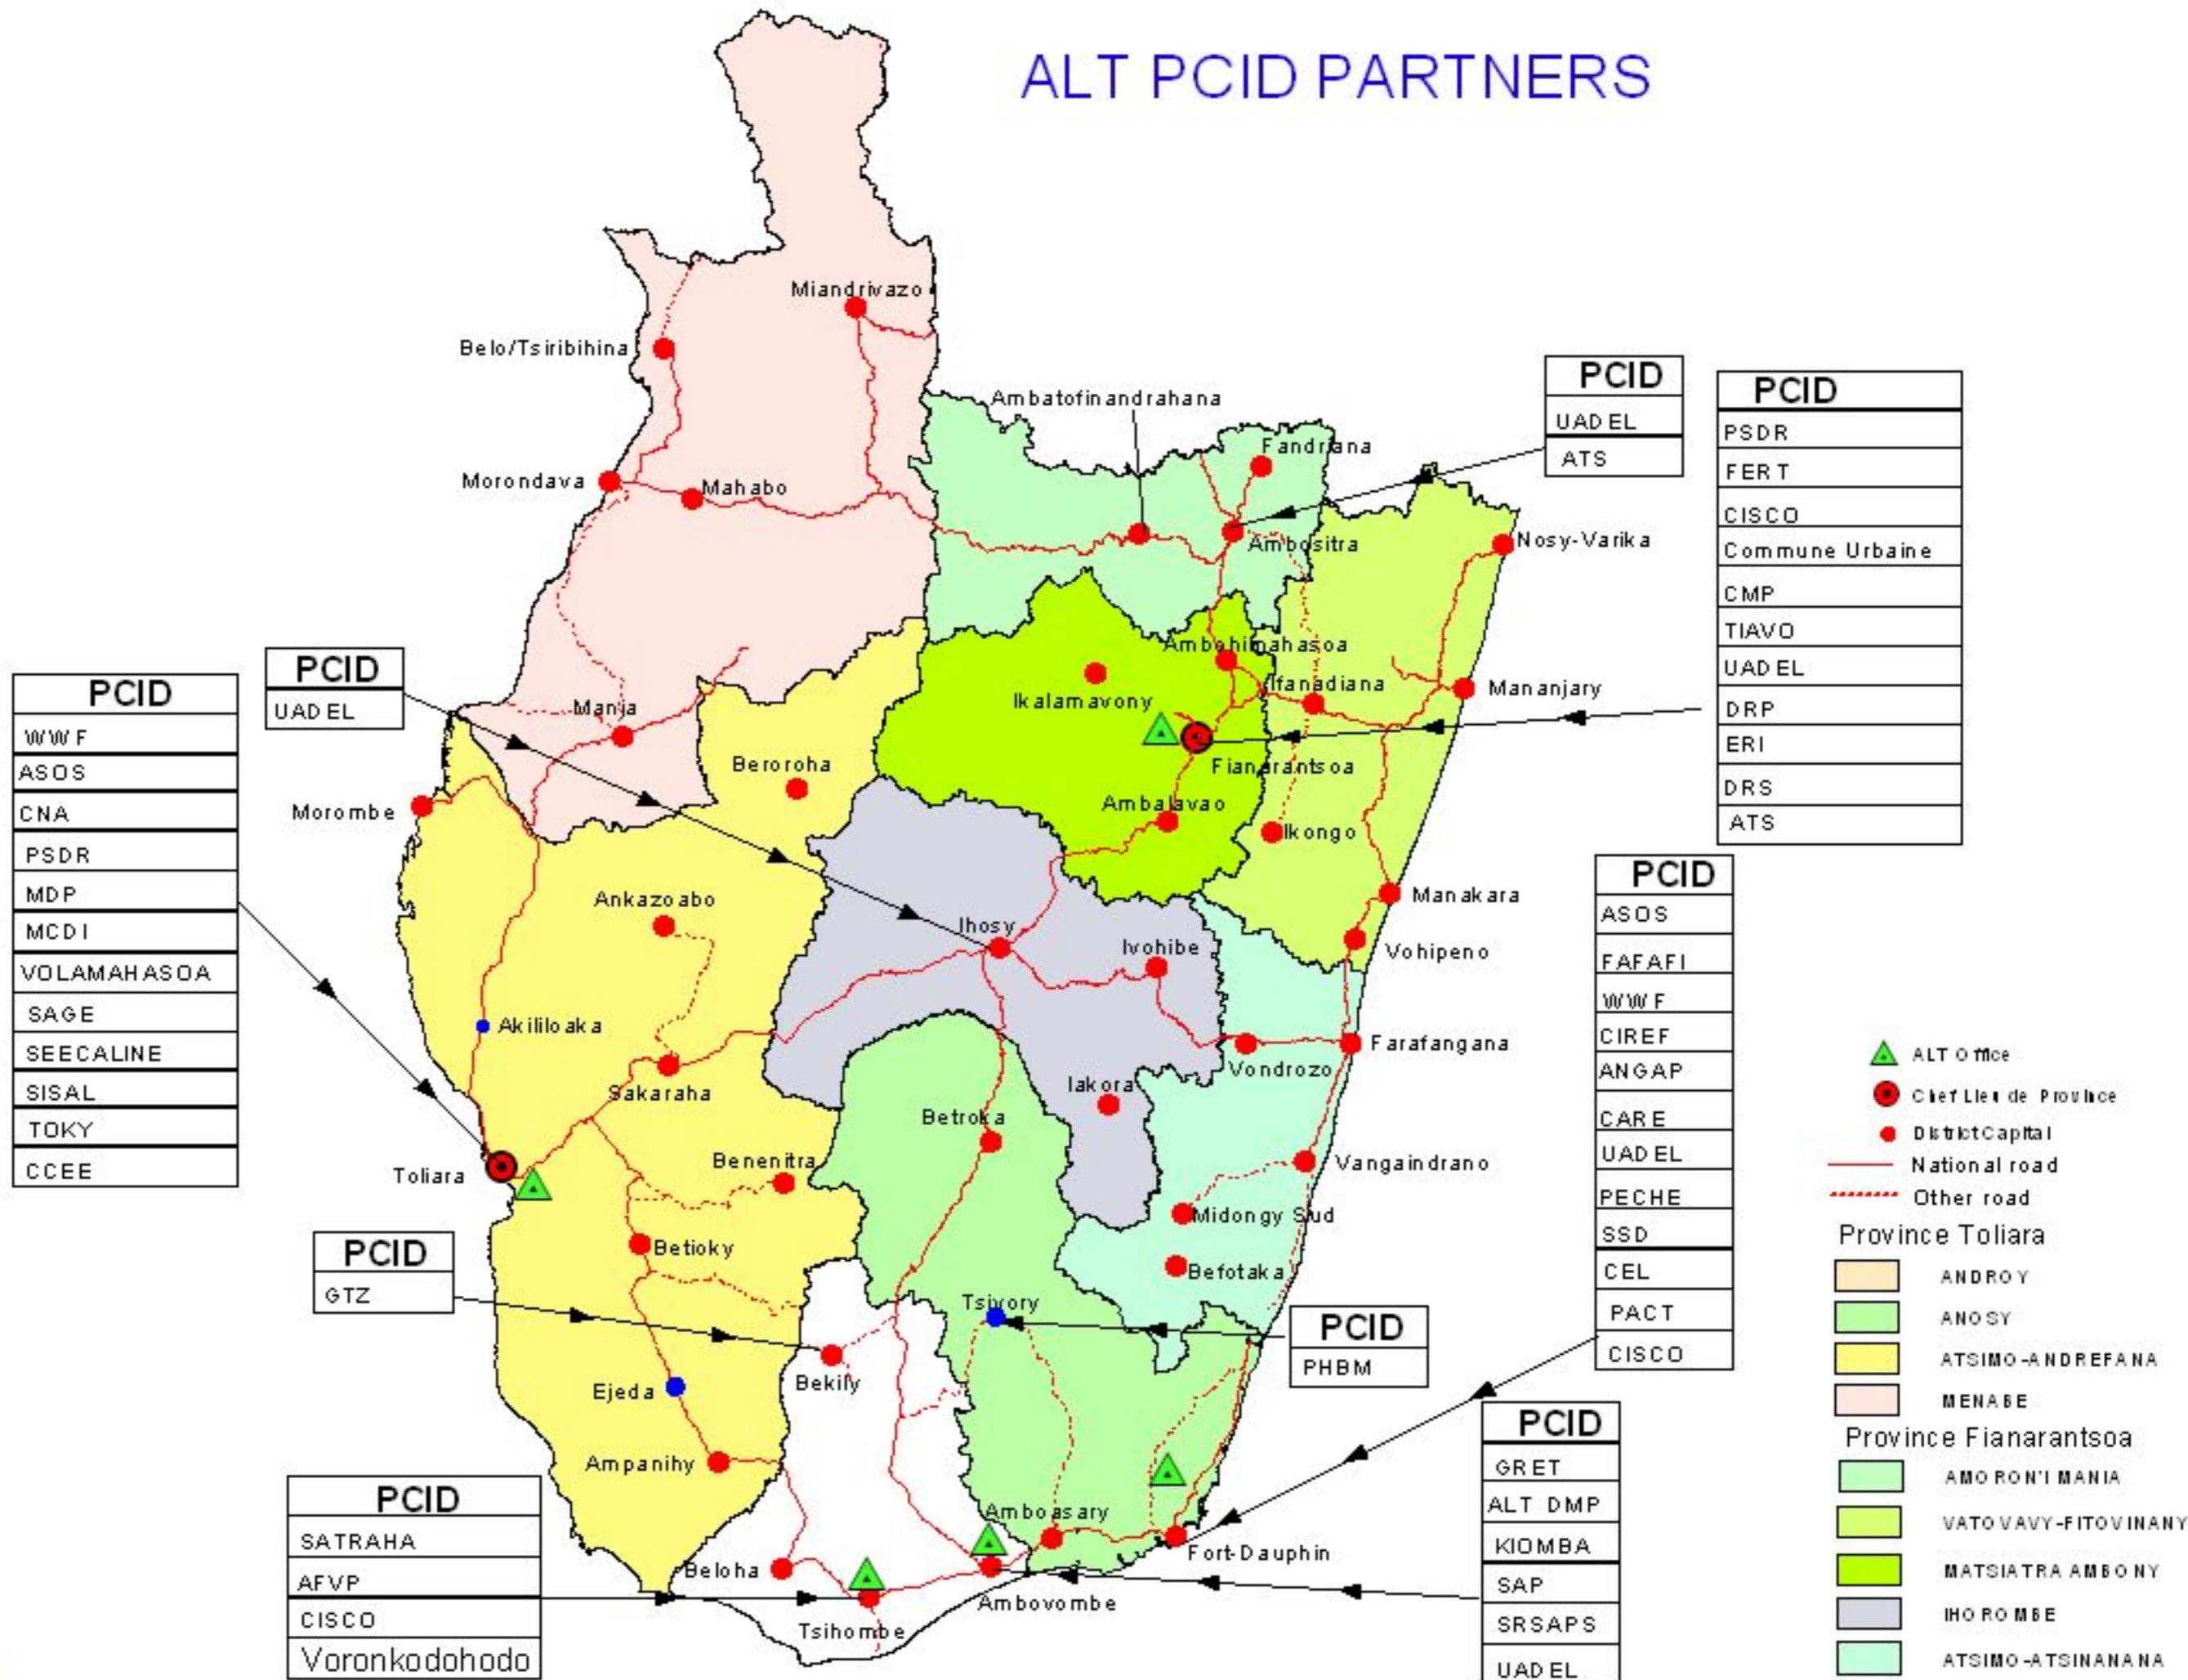 ALT PCID PARTNERS
Miandrivazo
Belo/Tsiribihina
Ambatofinandrahana
Fandriana
Morondava
Mahabo
Ambositra
Nosy-Varika
Ambohimahasoa
Ikalamavony
Ifanadiana
Mananjary
Manja
Beroroha
Fianarantsoa
Morombe
Ambalavao
Ikongo
Ankazoabo
Manakara
Ihosy
Ivohibe
Vohipeno
Akililoaka
Farafangana
Vondrozo
Sakaraha
Iakora
Betroka
Toliara
Benenitra
Vangaindrano
Midongy Sud
Betioky
Befotaka
Tsivory
Bekily
Ejeda
Ampanihy
Amboasary
Fort-Dauphin
Beloha
Ambovombe
Tsihombe
PCID
UADEL
ATS
PCID
PSDR
FERT
CISCO
Commune Urbaine
CMP
TIAVO
UADEL
DRP
ERI
DRS
ATS
PCID
UADEL
PCID
WWF
ASOS
CNA
PSDR
MDP
MCDI
VOLAMAHASOA
SAGE
SEECALINE
SISAL
TOKY
CCEE
PCID
ASOS
FAFAFI
WWF
CIREF
ANGAP
CARE
UADEL
PECHE
SSD
CEL
PACT
CISCO
PCID
GTZ
PCID
PHBM
PCID
GRET
ALT DMP
KIOMBA
SAP
SRSAPS
UADEL
PCID
SATRAHA
AFVP
CISCO
Voronkodohodo
ALT Office
Chef Lieu de Province
District Capital
National road
Other road
Province Toliara
ANDROY
ANOSY
ATSIMO-ANDREFANA
MENABE
Province Fianarantsoa
AMORON'I MANIA
VATOVAVY-FITOVINANY
MATSIATRA AMBONY
IHOROMBE
ATSIMO-ATSINANANA